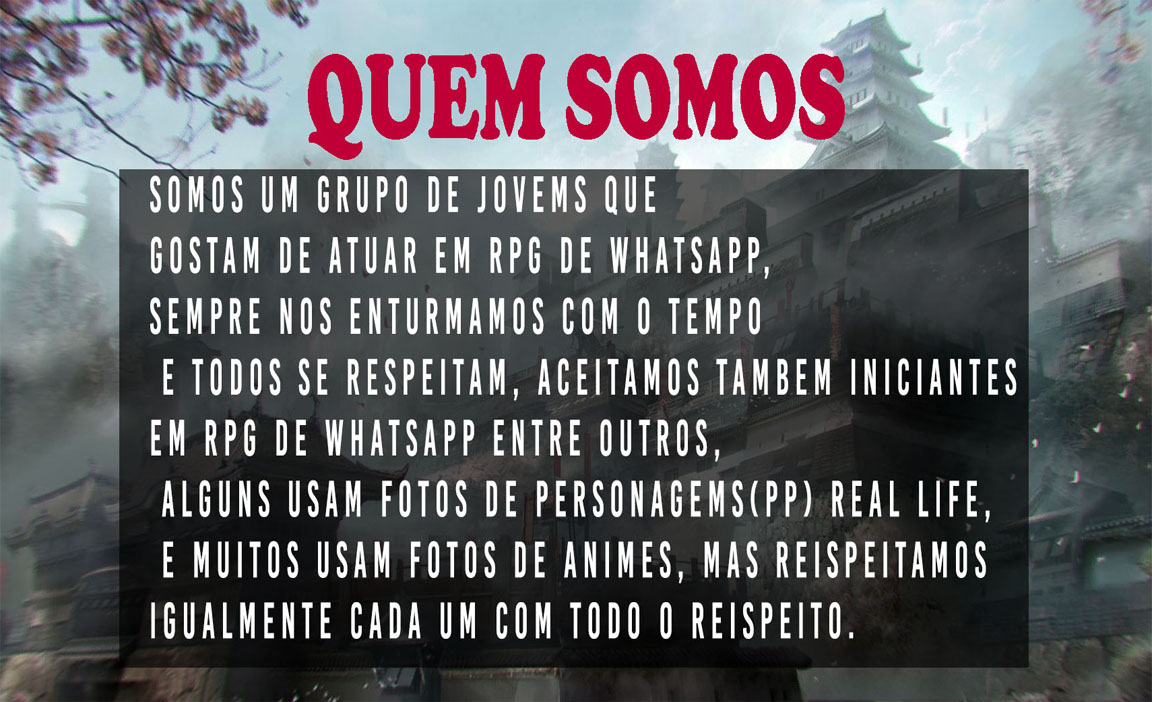 QUEM SOMOS
SOMOS UM GRUPO DE JOVEMS QUE
GOSTAM DE ATUAR EM RPG DE WHATSAPP,
SEMPRE NOS ENTURMAMOS COM O TEMPO
E TODOS SE RESPEITAM, ACEITAMOS TAMBEM INICIANTES
EM RPG DE WHATSAPP ENTRE OUTROS,
ALGUNS USAM FOTOS DE PERSONAGEMS(PP) REAL LIFE,
E MUITOS USAM FOTOS DE ANIMES, MAS REISPEITAMOS
IGUALMENTE CADA UM COM TODO O REISPEITO.